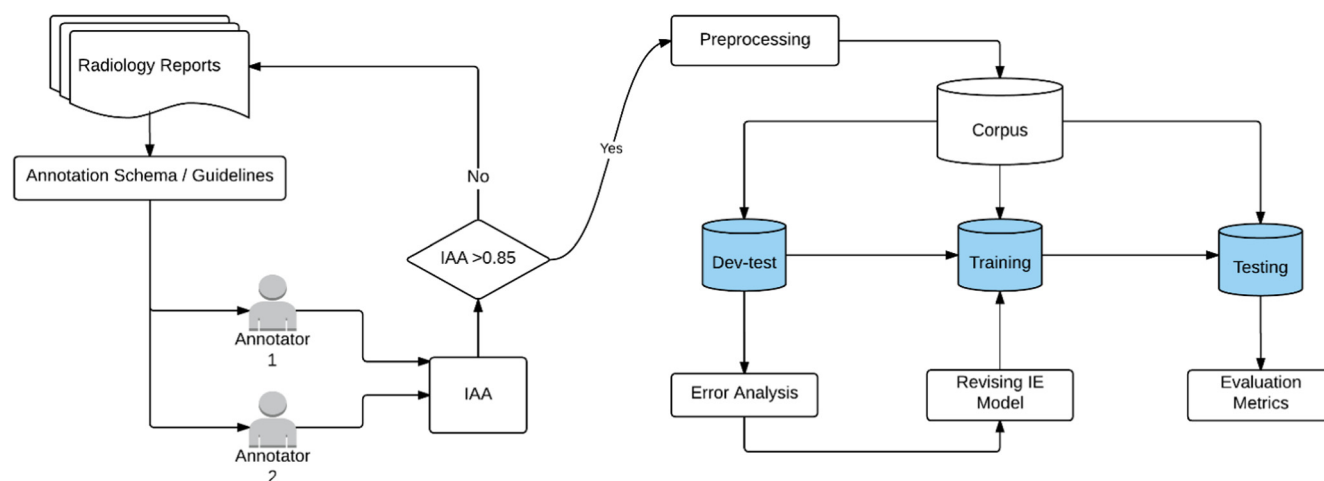 Radiology Reports
Annotation Schema / Guidelines
Annotator
1
Annotator
2
IAA
IAA >0.85
No
Yes
Preprocessing
Corpus
Dev-test
Training
Testing
Error Analysis
Revising IE
Model
Evaluation
Metrics